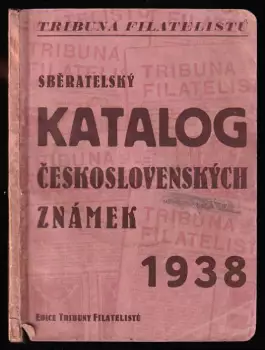 TRIBUNA FILATELISTŮ
SBĚRATELSKÝ
KATALOG
ČESKOSLOVENSKÝCH
ZNÁMEK
1938
EDICE TRIBUNY FILATELISTŮ